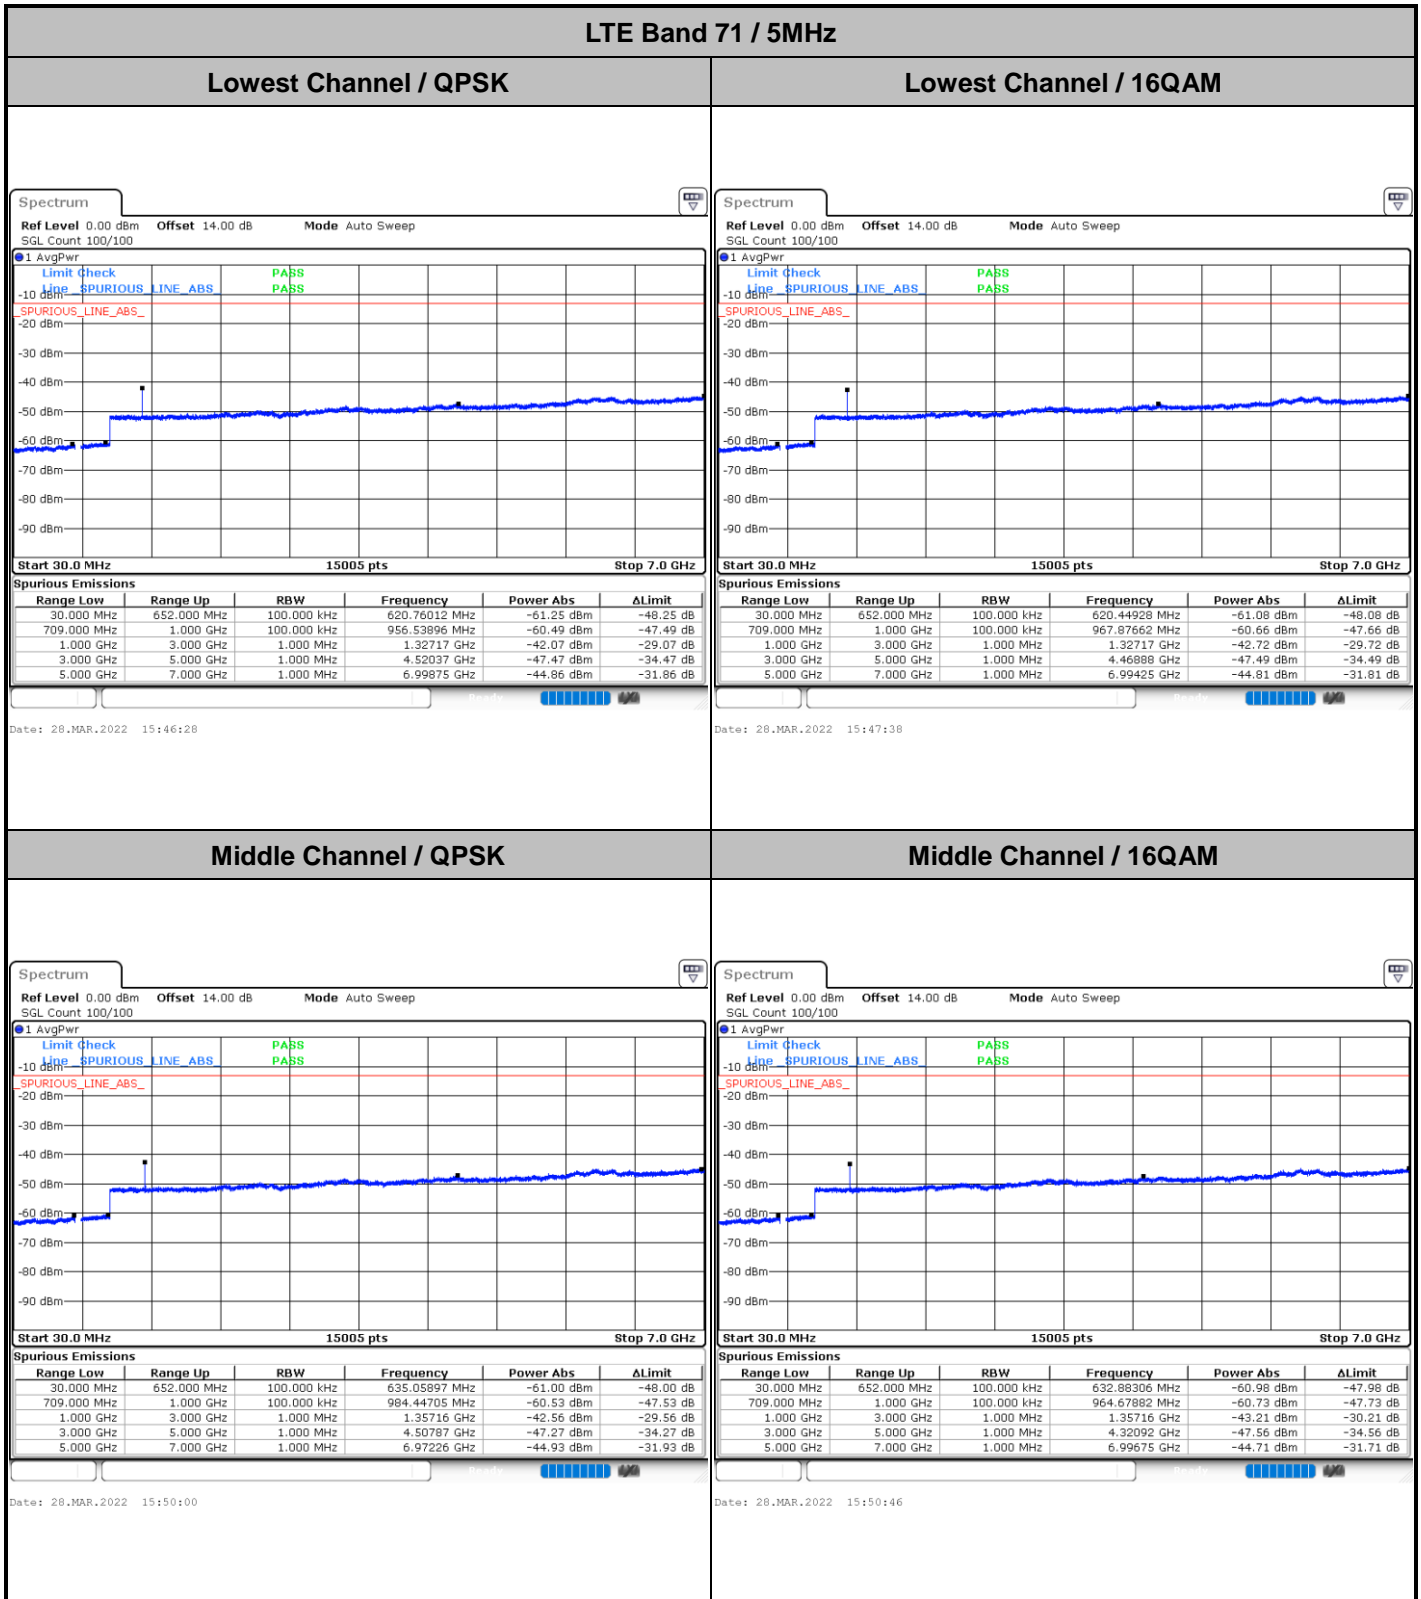 LTE Band 71 / 5MHz
Lowest Channel / QPSK
Lowest Channel / 16QAM
Spectrum
Ref Level 0.00 dBm Offset 14.00 dB Mode Auto Sweep
SGL Count 100/100
1 AvgPwr
Limit Check PASS
Line _SPURIOUS_LINE_ABS_ PASS
-10 dBm
_SPURIOUS_LINE_ABS_
-20 dBm
-30 dBm
-40 dBm
-50 dBm
-60 dBm
-70 dBm
-80 dBm
-90 dBm
Start 30.0 MHz 15005 pts Stop 7.0 GHz
Spurious Emissions
Range Low Range Up RBW Frequency Power Abs ΔLimit
30.000 MHz 652.000 MHz 100.000 kHz 620.76012 MHz -61.25 dBm -48.25 dB
709.000 MHz 1.000 GHz 100.000 kHz 956.53896 MHz -60.49 dBm -47.49 dB
1.000 GHz 3.000 GHz 1.000 MHz 1.32717 GHz -42.07 dBm -29.07 dB
3.000 GHz 5.000 GHz 1.000 MHz 4.52037 GHz -47.47 dBm -34.47 dB
5.000 GHz 7.000 GHz 1.000 MHz 6.99875 GHz -44.86 dBm -31.86 dB
Date: 28.MAR.2022 15:46:28
Spectrum
Ref Level 0.00 dBm Offset 14.00 dB Mode Auto Sweep
SGL Count 100/100
1 AvgPwr
Limit Check PASS
Line _SPURIOUS_LINE_ABS_ PASS
-10 dBm
_SPURIOUS_LINE_ABS_
-20 dBm
-30 dBm
-40 dBm
-50 dBm
-60 dBm
-70 dBm
-80 dBm
-90 dBm
Start 30.0 MHz 15005 pts Stop 7.0 GHz
Spurious Emissions
Range Low Range Up RBW Frequency Power Abs ΔLimit
30.000 MHz 652.000 MHz 100.000 kHz 620.44928 MHz -61.08 dBm -48.08 dB
709.000 MHz 1.000 GHz 100.000 kHz 967.87662 MHz -60.66 dBm -47.66 dB
1.000 GHz 3.000 GHz 1.000 MHz 1.32717 GHz -42.72 dBm -29.72 dB
3.000 GHz 5.000 GHz 1.000 MHz 4.46888 GHz -47.49 dBm -34.49 dB
5.000 GHz 7.000 GHz 1.000 MHz 6.99425 GHz -44.81 dBm -31.81 dB
Date: 28.MAR.2022 15:47:38
Middle Channel / QPSK
Middle Channel / 16QAM
Spectrum
Ref Level 0.00 dBm Offset 14.00 dB Mode Auto Sweep
SGL Count 100/100
1 AvgPwr
Limit Check PASS
Line _SPURIOUS_LINE_ABS_ PASS
-10 dBm
_SPURIOUS_LINE_ABS_
-20 dBm
-30 dBm
-40 dBm
-50 dBm
-60 dBm
-70 dBm
-80 dBm
-90 dBm
Start 30.0 MHz 15005 pts Stop 7.0 GHz
Spurious Emissions
Range Low Range Up RBW Frequency Power Abs ΔLimit
30.000 MHz 652.000 MHz 100.000 kHz 635.05897 MHz -61.00 dBm -48.00 dB
709.000 MHz 1.000 GHz 100.000 kHz 984.44705 MHz -60.53 dBm -47.53 dB
1.000 GHz 3.000 GHz 1.000 MHz 1.35716 GHz -42.56 dBm -29.56 dB
3.000 GHz 5.000 GHz 1.000 MHz 4.50787 GHz -47.27 dBm -34.27 dB
5.000 GHz 7.000 GHz 1.000 MHz 6.97226 GHz -44.93 dBm -31.93 dB
Date: 28.MAR.2022 15:50:00
Spectrum
Ref Level 0.00 dBm Offset 14.00 dB Mode Auto Sweep
SGL Count 100/100
1 AvgPwr
Limit Check PASS
Line _SPURIOUS_LINE_ABS_ PASS
-10 dBm
_SPURIOUS_LINE_ABS_
-20 dBm
-30 dBm
-40 dBm
-50 dBm
-60 dBm
-70 dBm
-80 dBm
-90 dBm
Start 30.0 MHz 15005 pts Stop 7.0 GHz
Spurious Emissions
Range Low Range Up RBW Frequency Power Abs ΔLimit
30.000 MHz 652.000 MHz 100.000 kHz 632.88306 MHz -60.98 dBm -47.98 dB
709.000 MHz 1.000 GHz 100.000 kHz 964.67882 MHz -60.73 dBm -47.73 dB
1.000 GHz 3.000 GHz 1.000 MHz 1.35716 GHz -43.21 dBm -30.21 dB
3.000 GHz 5.000 GHz 1.000 MHz 4.32092 GHz -47.56 dBm -34.56 dB
5.000 GHz 7.000 GHz 1.000 MHz 6.99675 GHz -44.71 dBm -31.71 dB
Date: 28.MAR.2022 15:50:46